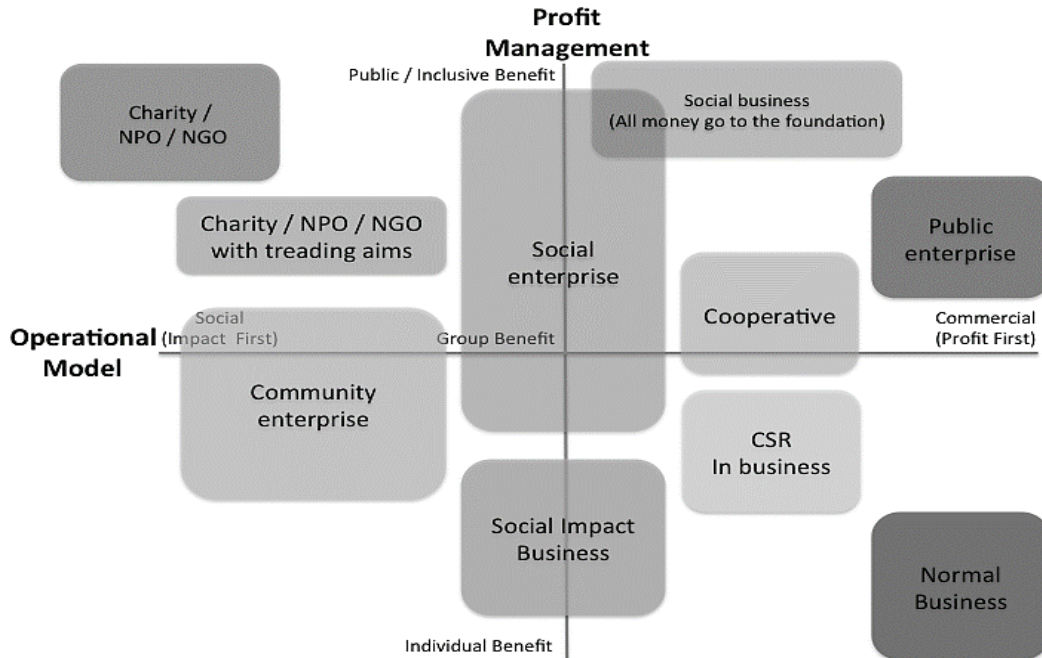 Profit
Management
Public / Inclusive Benefit
Charity /
NPO / NGO
Social business
(All money go to the foundation)
Charity / NPO / NGO
with treading aims
Social
enterprise
Public
enterprise
Operational
Model
Social
(Impact First)
Group Benefit
Cooperative
Commercial
(Profit First)
Community
enterprise
CSR
In business
Social Impact
Business
Normal
Business
Individual Benefit